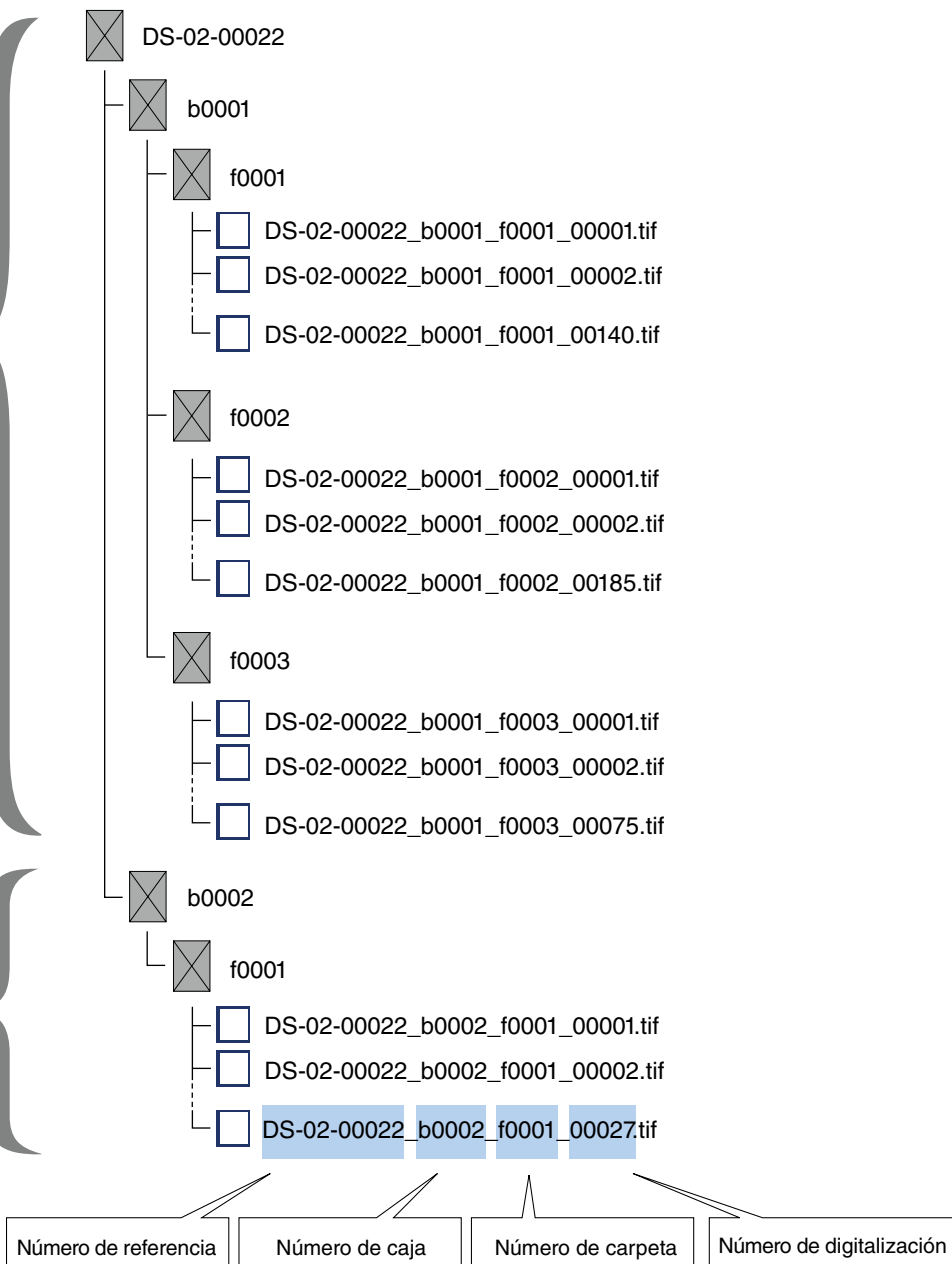 DS-02-00022
b0001
f0001
DS-02-00022_b0001_f0001_00001.tif
DS-02-00022_b0001_f0001_00002.tif
DS-02-00022_b0001_f0001_00140.tif
f0002
DS-02-00022_b0001_f0002_00001.tif
DS-02-00022_b0001_f0002_00002.tif
DS-02-00022_b0001_f0002_00185.tif
f0003
DS-02-00022_b0001_f0003_00001.tif
DS-02-00022_b0001_f0003_00002.tif
DS-02-00022_b0001_f0003_00075.tif
b0002
f0001
DS-02-00022_b0002_f0001_00001.tif
DS-02-00022_b0002_f0001_00002.tif
DS-02-00022_b0002_f0001_00027.tif
Número de referencia
Número de caja
Número de carpeta
Número de digitalización